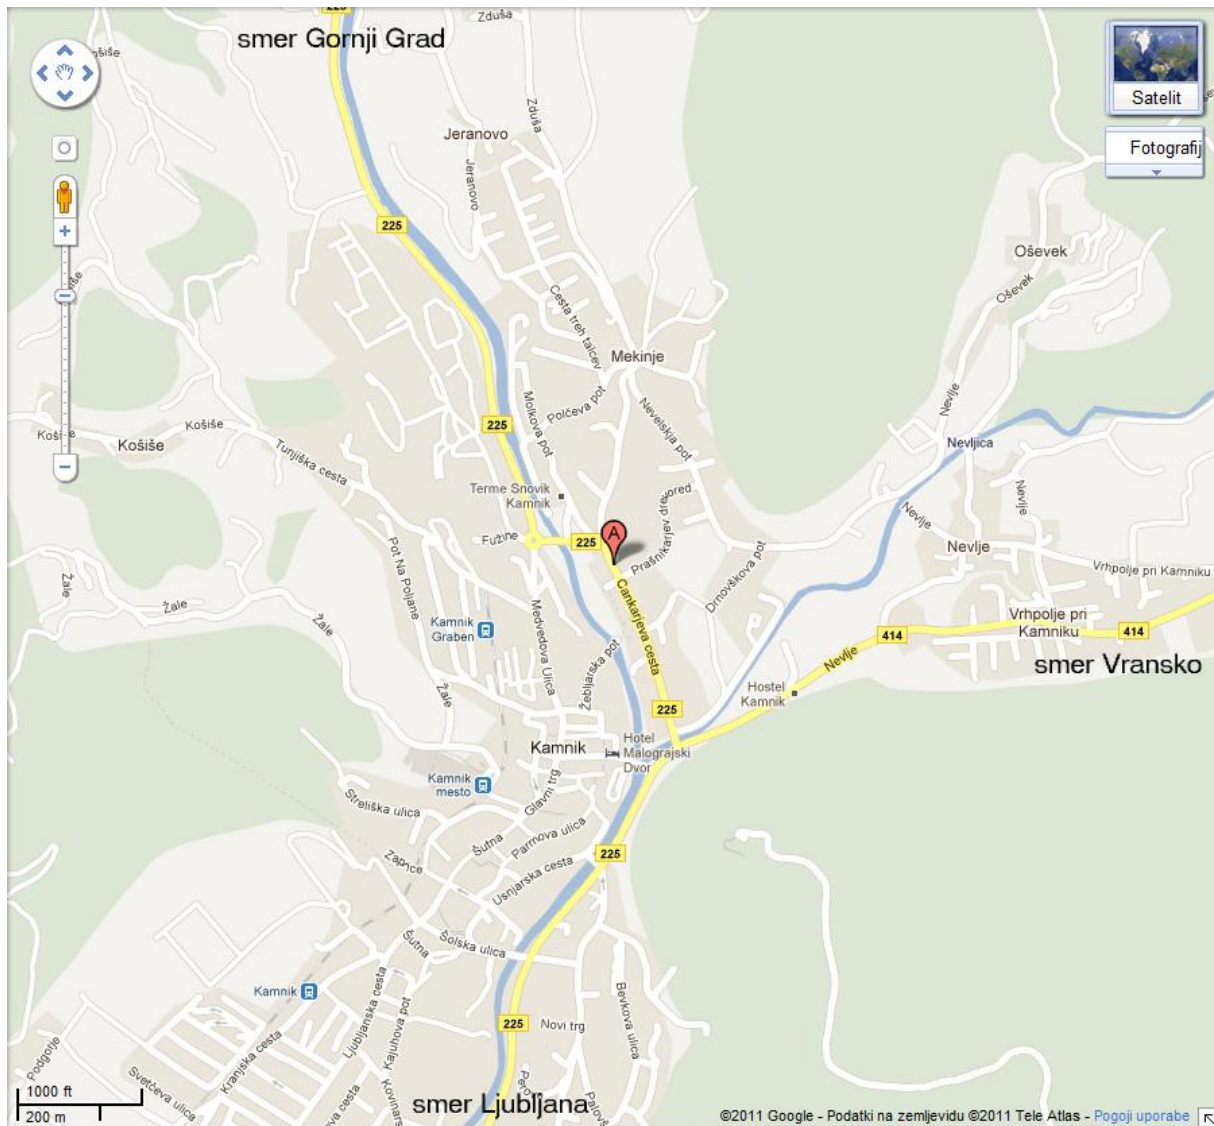 225
Zduša
smer Gornji Grad
Košiše
Satelit
Zduša
Jeranovo
Fotografij
Jeranovo
225
Oševek
Oševek
Cesta treh talcev
Mekinje
Molkova pot
Polčeva pot
Nevelskja pot
Nevlje
225
Košiše
Košiše
Tunjiška cesta
Nevljica
Terme Snovik
Kamnik
Prašnikarjev drevored
Nevlje
Nevlje
Fužine
225
A
Nevlje
Pot Na Poljane
Drnovškova pot
Vrhpolje pri Kamniku
Žale
Žale
Žale
Cankarjeva cesta
Medvedova Ulica
Kamnik
Graben
Vrhpolje pri
Kamniku
414
414
Nevlje
smer Vransko
Žebljarska pot
Žale
Hostel
Kamnik
225
Kamnik
Hotel
Malograjski
Dvor
Kamnik
mesto
Glavni trg
Streliška ulica
Šutna
Parmova ulica
225
Zaprice
Usnjarska cesta
Šutna
Šolska ulica
Kamnik
Ljubljanska cesta
Kajuhova pot
Bevkova ulica
225
Novi trg
Podgorje
Kranjska cesta
Svetčeva ulica
1000 ft
200 m
smer Ljubljana
©2011 Google - Podatki na zemljevidu ©2011 Tele Atlas - Pogoji uporabe